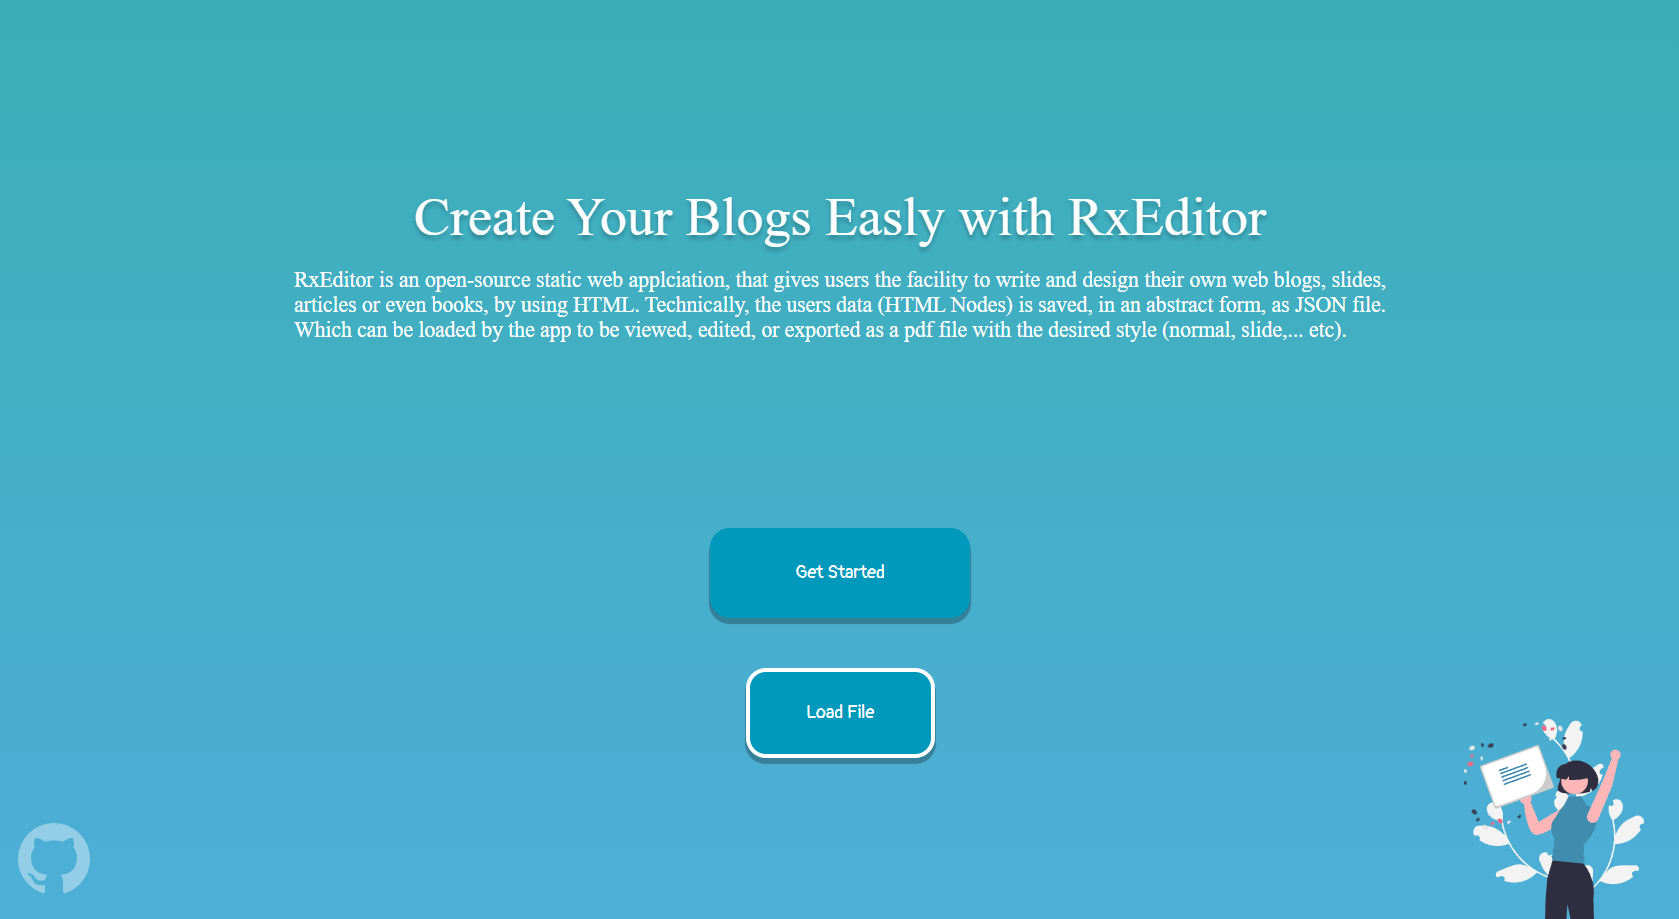 Create Your Blogs Easly with RxEditor
RxEditor is an open-source static web applciation, that gives users the facility to write and design their own web blogs, slides,
articles or even books, by using HTML. Technically, the users data (HTML Nodes) is saved, in an abstract form, as JSON file.
Which can be loaded by the app to be viewed, edited, or exported as a pdf file with the desired style (normal, slide,... etc).
Get Started
Load File